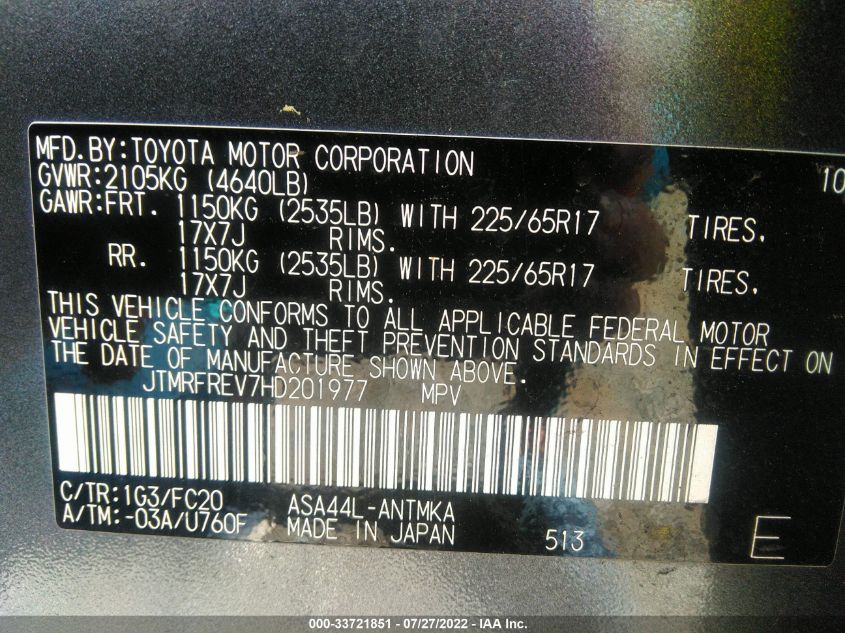 MFD.BY:TOYOTA MOTOR CORPORATION 10
GVWR:2105KG (4640LB)
GAWR:FRT. 1150KG (2535LB) WITH 225/65R17 TIRES,
17X7J RIMS.
RR. 1150KG (2535LB) WITH 225/65R17 TIRES,
17X7J RIMS.
THIS VEHICLE CONFORMS TO ALL APPLICABLE FEDERAL MOTOR
VEHICLE SAFETY AND THEFT PREVENTION STANDARDS IN EFFECT ON
THE DATE OF MANUFACTURE SHOWN ABOVE.
JTMRFREV7HD201977 MPV
C/TR:1G3/FC20 ASA44L-ANTMKA
A/TM:-03A/U760F MADE IN JAPAN 513 E
000-33721851 - 07/27/2022 - IAA Inc.